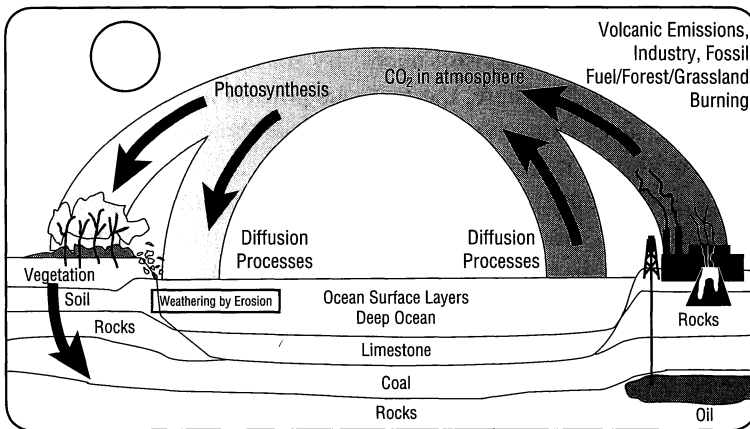 Volcanic Emissions,
Industry, Fossil
Fuel/Forest/Grassland
Burning
CO₂ in atmosphere
Photosynthesis
Diffusion
Processes
Diffusion
Processes
Vegetation
Soil
Weathering by Erosion
Ocean Surface Layers
Deep Ocean
Rocks
Rocks
Limestone
Coal
Rocks
Oil